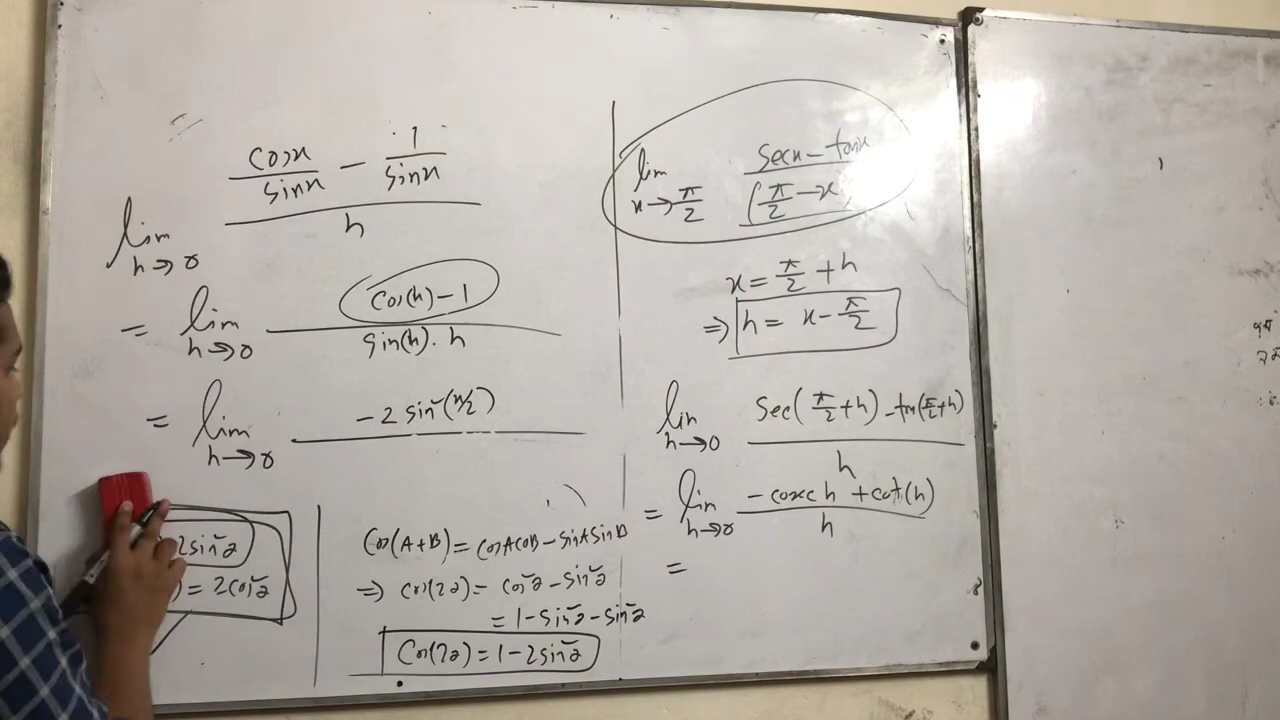 cosx/sinx − 1/sinx
lim h→0 h
= lim h→0 (cos(h) − 1)/(sin(h) . h)
= lim h→0 −2 sin²(h/2)
2sin²a
) = 2cos²a
cos(A+B) = cosAcosB − sinAsinB
⇒ cos(2a) = cos²a − sin²a
= 1 − sin²a − sin²a
cos(2a) = 1 − 2sin²a
lim x→π/2 (secx − tanx)/(π/2 − x)
x = π/2 + h
⇒ h = x − π/2
lim h→0 (sec(π/2 + h) − tan(π/2 + h))/h
= lim h→0 (−cosec h + cot(h))/h
=